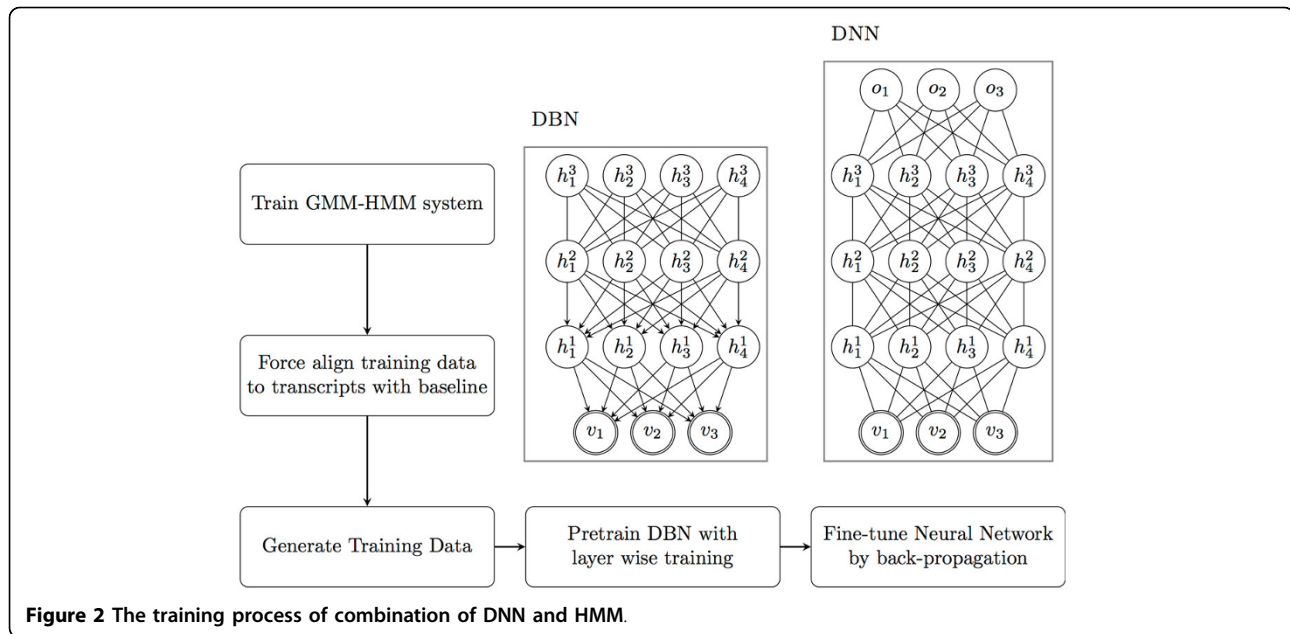 DNN
o₁ o₂ o₃
DBN
h₁³ h₂³ h₃³ h₄³
h₁³ h₂³ h₃³ h₄³
Train GMM-HMM system
h₁² h₂² h₃² h₄²
h₁² h₂² h₃² h₄²
h₁¹ h₂¹ h₃¹ h₄¹
h₁¹ h₂¹ h₃¹ h₄¹
Force align training data
to transcripts with baseline
v₁ v₂ v₃
v₁ v₂ v₃
Generate Training Data
Pretrain DBN with
layer wise training
Fine-tune Neural Network
by back-propagation
Figure 2 The training process of combination of DNN and HMM.